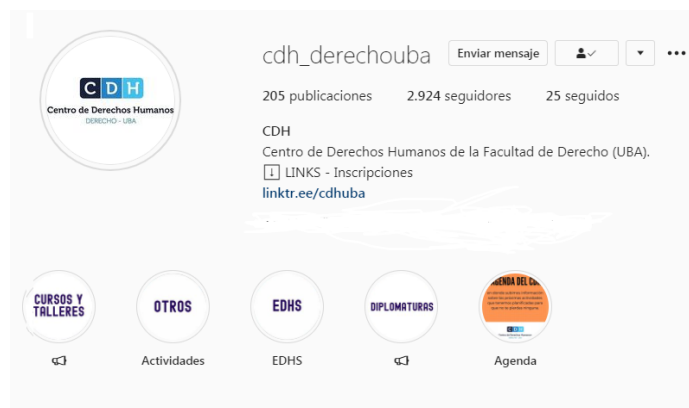 cdh_derechouba Enviar mensaje
CDH
Centro de Derechos Humanos
DERECHO - UBA
205 publicaciones 2.924 seguidores 25 seguidos
CDH
Centro de Derechos Humanos de la Facultad de Derecho (UBA).
LINKS - Inscripciones
linktr.ee/cdhuba
CURSOS Y
TALLERES
OTROS
EDHS
DIPLOMATURAS
CDH
Actividades EDHS Agenda